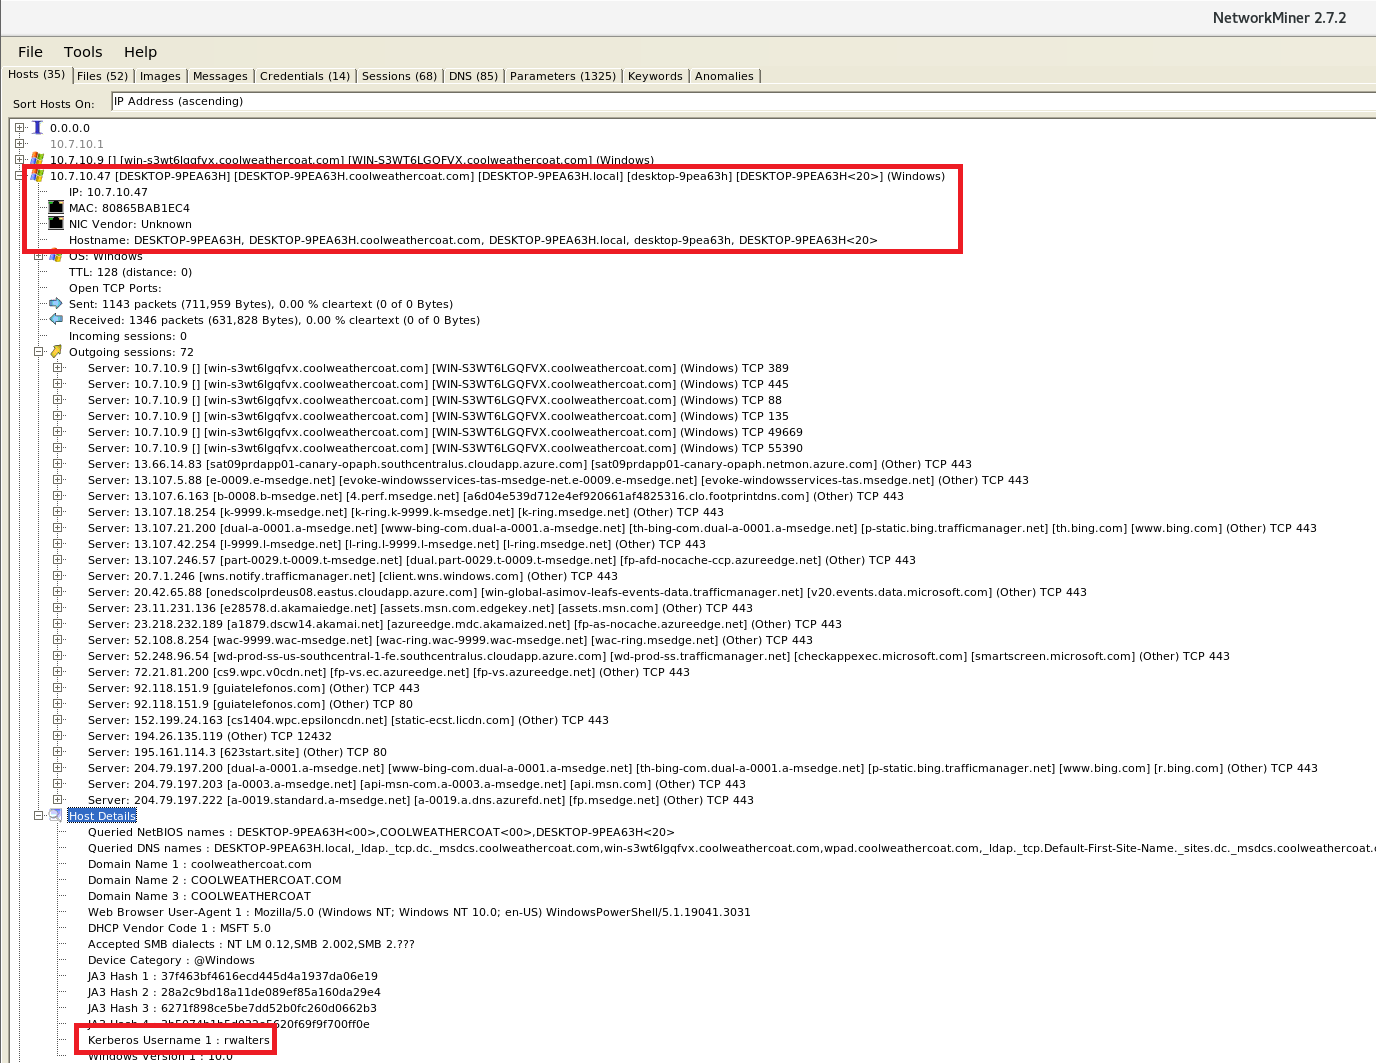 NetworkMiner 2.7.2
File Tools Help
Hosts (35) Files (52) Images Messages Credentials (14) Sessions (68) DNS (85) Parameters (1325) Keywords Anomalies
Sort Hosts On: IP Address (ascending)
0.0.0.0
10.7.10.1
10.7.10.9 [] [win-s3wt6lgqfvx.coolweathercoat.com] [WIN-S3WT6LGQFVX.coolweathercoat.com] (Windows)
10.7.10.47 [DESKTOP-9PEA63H] [DESKTOP-9PEA63H.coolweathercoat.com] [DESKTOP-9PEA63H.local] [desktop-9pea63h] [DESKTOP-9PEA63H<20>] (Windows)
IP: 10.7.10.47
MAC: 80865BAB1EC4
NIC Vendor: Unknown
Hostname: DESKTOP-9PEA63H, DESKTOP-9PEA63H.coolweathercoat.com, DESKTOP-9PEA63H.local, desktop-9pea63h, DESKTOP-9PEA63H<20>
OS: Windows
TTL: 128 (distance: 0)
Open TCP Ports:
Sent: 1143 packets (711,959 Bytes), 0.00 % cleartext (0 of 0 Bytes)
Received: 1346 packets (631,828 Bytes), 0.00 % cleartext (0 of 0 Bytes)
Incoming sessions: 0
Outgoing sessions: 72
Server: 10.7.10.9 [] [win-s3wt6lgqfvx.coolweathercoat.com] [WIN-S3WT6LGQFVX.coolweathercoat.com] (Windows) TCP 389
Server: 10.7.10.9 [] [win-s3wt6lgqfvx.coolweathercoat.com] [WIN-S3WT6LGQFVX.coolweathercoat.com] (Windows) TCP 445
Server: 10.7.10.9 [] [win-s3wt6lgqfvx.coolweathercoat.com] [WIN-S3WT6LGQFVX.coolweathercoat.com] (Windows) TCP 88
Server: 10.7.10.9 [] [win-s3wt6lgqfvx.coolweathercoat.com] [WIN-S3WT6LGQFVX.coolweathercoat.com] (Windows) TCP 135
Server: 10.7.10.9 [] [win-s3wt6lgqfvx.coolweathercoat.com] [WIN-S3WT6LGQFVX.coolweathercoat.com] (Windows) TCP 49669
Server: 10.7.10.9 [] [win-s3wt6lgqfvx.coolweathercoat.com] [WIN-S3WT6LGQFVX.coolweathercoat.com] (Windows) TCP 55390
Server: 13.66.14.83 [sat09prdapp01-canary-opaph.southcentralus.cloudapp.azure.com] [sat09prdapp01-canary-opaph.netmon.azure.com] (Other) TCP 443
Server: 13.107.5.88 [e-0009.e-msedge.net] [evoke-windowsservices-tas-msedge-net.e-0009.e-msedge.net] [evoke-windowsservices-tas.msedge.net] (Other) TCP 443
Server: 13.107.6.163 [b-0008.b-msedge.net] [4.perf.msedge.net] [a6d04e539d712e4ef920661af4825316.clo.footprintdns.com] (Other) TCP 443
Server: 13.107.18.254 [k-9999.k-msedge.net] [k-ring.k-9999.k-msedge.net] [k-ring.msedge.net] (Other) TCP 443
Server: 13.107.21.200 [dual-a-0001.a-msedge.net] [www-bing-com.dual-a-0001.a-msedge.net] [th-bing-com.dual-a-0001.a-msedge.net] [p-static.bing.trafficmanager.net] [th.bing.com] [www.bing.com] (Other) TCP 443
Server: 13.107.42.254 [l-9999.l-msedge.net] [l-ring.l-9999.l-msedge.net] [l-ring.msedge.net] (Other) TCP 443
Server: 13.107.246.57 [part-0029.t-0009.t-msedge.net] [dual.part-0029.t-0009.t-msedge.net] [fp-afd-nocache-ccp.azureedge.net] (Other) TCP 443
Server: 20.7.1.246 [wns.notify.trafficmanager.net] [client.wns.windows.com] (Other) TCP 443
Server: 20.42.65.88 [onedscolprdeus08.eastus.cloudapp.azure.com] [win-global-asimov-leafs-events-data.trafficmanager.net] [v20.events.data.microsoft.com] (Other) TCP 443
Server: 23.11.231.136 [e28578.d.akamaiedge.net] [assets.msn.com.edgekey.net] [assets.msn.com] (Other) TCP 443
Server: 23.218.232.189 [a1879.dscw14.akamai.net] [azureedge.mdc.akamaized.net] [fp-as-nocache.azureedge.net] (Other) TCP 443
Server: 52.108.8.254 [wac-9999.wac-msedge.net] [wac-ring.wac-9999.wac-msedge.net] [wac-ring.msedge.net] (Other) TCP 443
Server: 52.248.96.54 [wd-prod-ss-us-southcentral-1-fe.southcentralus.cloudapp.azure.com] [wd-prod-ss.trafficmanager.net] [checkappexec.microsoft.com] [smartscreen.microsoft.com] (Other) TCP 443
Server: 72.21.81.200 [cs9.wpc.v0cdn.net] [fp-vs.ec.azureedge.net] [fp-vs.azureedge.net] (Other) TCP 443
Server: 92.118.151.9 [guiatelefonos.com] (Other) TCP 443
Server: 92.118.151.9 [guiatelefonos.com] (Other) TCP 80
Server: 152.199.24.163 [cs1404.wpc.epsiloncdn.net] [static-ecst.licdn.com] (Other) TCP 443
Server: 194.26.135.119 (Other) TCP 12432
Server: 195.161.114.3 [623start.site] (Other) TCP 80
Server: 204.79.197.200 [dual-a-0001.a-msedge.net] [www-bing-com.dual-a-0001.a-msedge.net] [th-bing-com.dual-a-0001.a-msedge.net] [p-static.bing.trafficmanager.net] [www.bing.com] [r.bing.com] (Other) TCP 443
Server: 204.79.197.203 [a-0003.a-msedge.net] [api-msn-com.a-0003.a-msedge.net] [api.msn.com] (Other) TCP 443
Server: 204.79.197.222 [a-0019.standard.a-msedge.net] [a-0019.a.dns.azurefd.net] [fp.msedge.net] (Other) TCP 443
Host Details
Queried NetBIOS names : DESKTOP-9PEA63H<00>,COOLWEATHERCOAT<00>,DESKTOP-9PEA63H<20>
Queried DNS names : DESKTOP-9PEA63H.local,_ldap._tcp.dc._msdcs.coolweathercoat.com,win-s3wt6lgqfvx.coolweathercoat.com,wpad.coolweathercoat.com,_ldap._tcp.Default-First-Site-Name._sites.dc._msdcs.coolweathercoat.
Domain Name 1 : coolweathercoat.com
Domain Name 2 : COOLWEATHERCOAT.COM
Domain Name 3 : COOLWEATHERCOAT
Web Browser User-Agent 1 : Mozilla/5.0 (Windows NT; Windows NT 10.0; en-US) WindowsPowerShell/5.1.19041.3031
DHCP Vendor Code 1 : MSFT 5.0
Accepted SMB dialects : NT LM 0.12,SMB 2.002,SMB 2.???
Device Category : @Windows
JA3 Hash 1 : 37f463bf4616ecd445d4a1937da06e19
JA3 Hash 2 : 28a2c9bd18a11de089ef85a160da29e4
JA3 Hash 3 : 6271f898ce5be7dd52b0fc260d0662b3
JA3 Hash 4 :
Kerberos Username 1 : rwalters
Windows Version 1 : 10.0